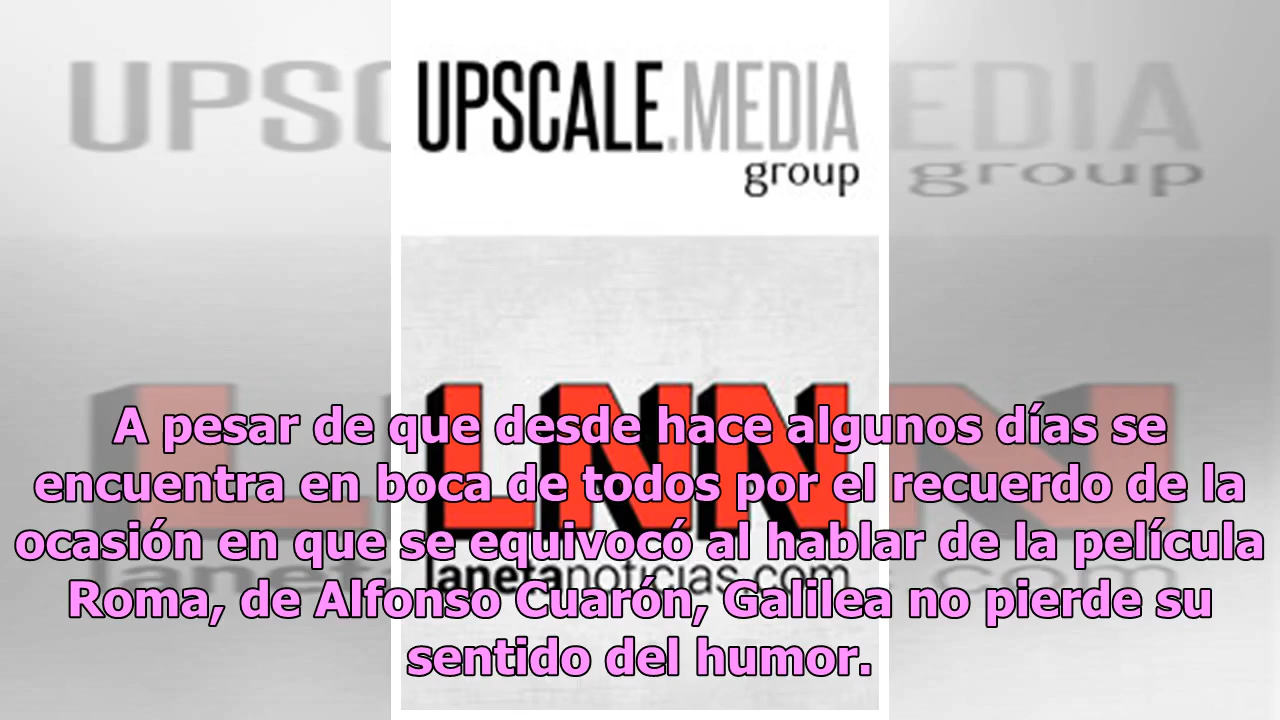 UPSCALE.MEDIA
group
LNN
lanetanoticias.com
A pesar de que desde hace algunos días se
encuentra en boca de todos por el recuerdo de la
ocasión en que se equivocó al hablar de la película
Roma, de Alfonso Cuarón, Galilea no pierde su
sentido del humor.